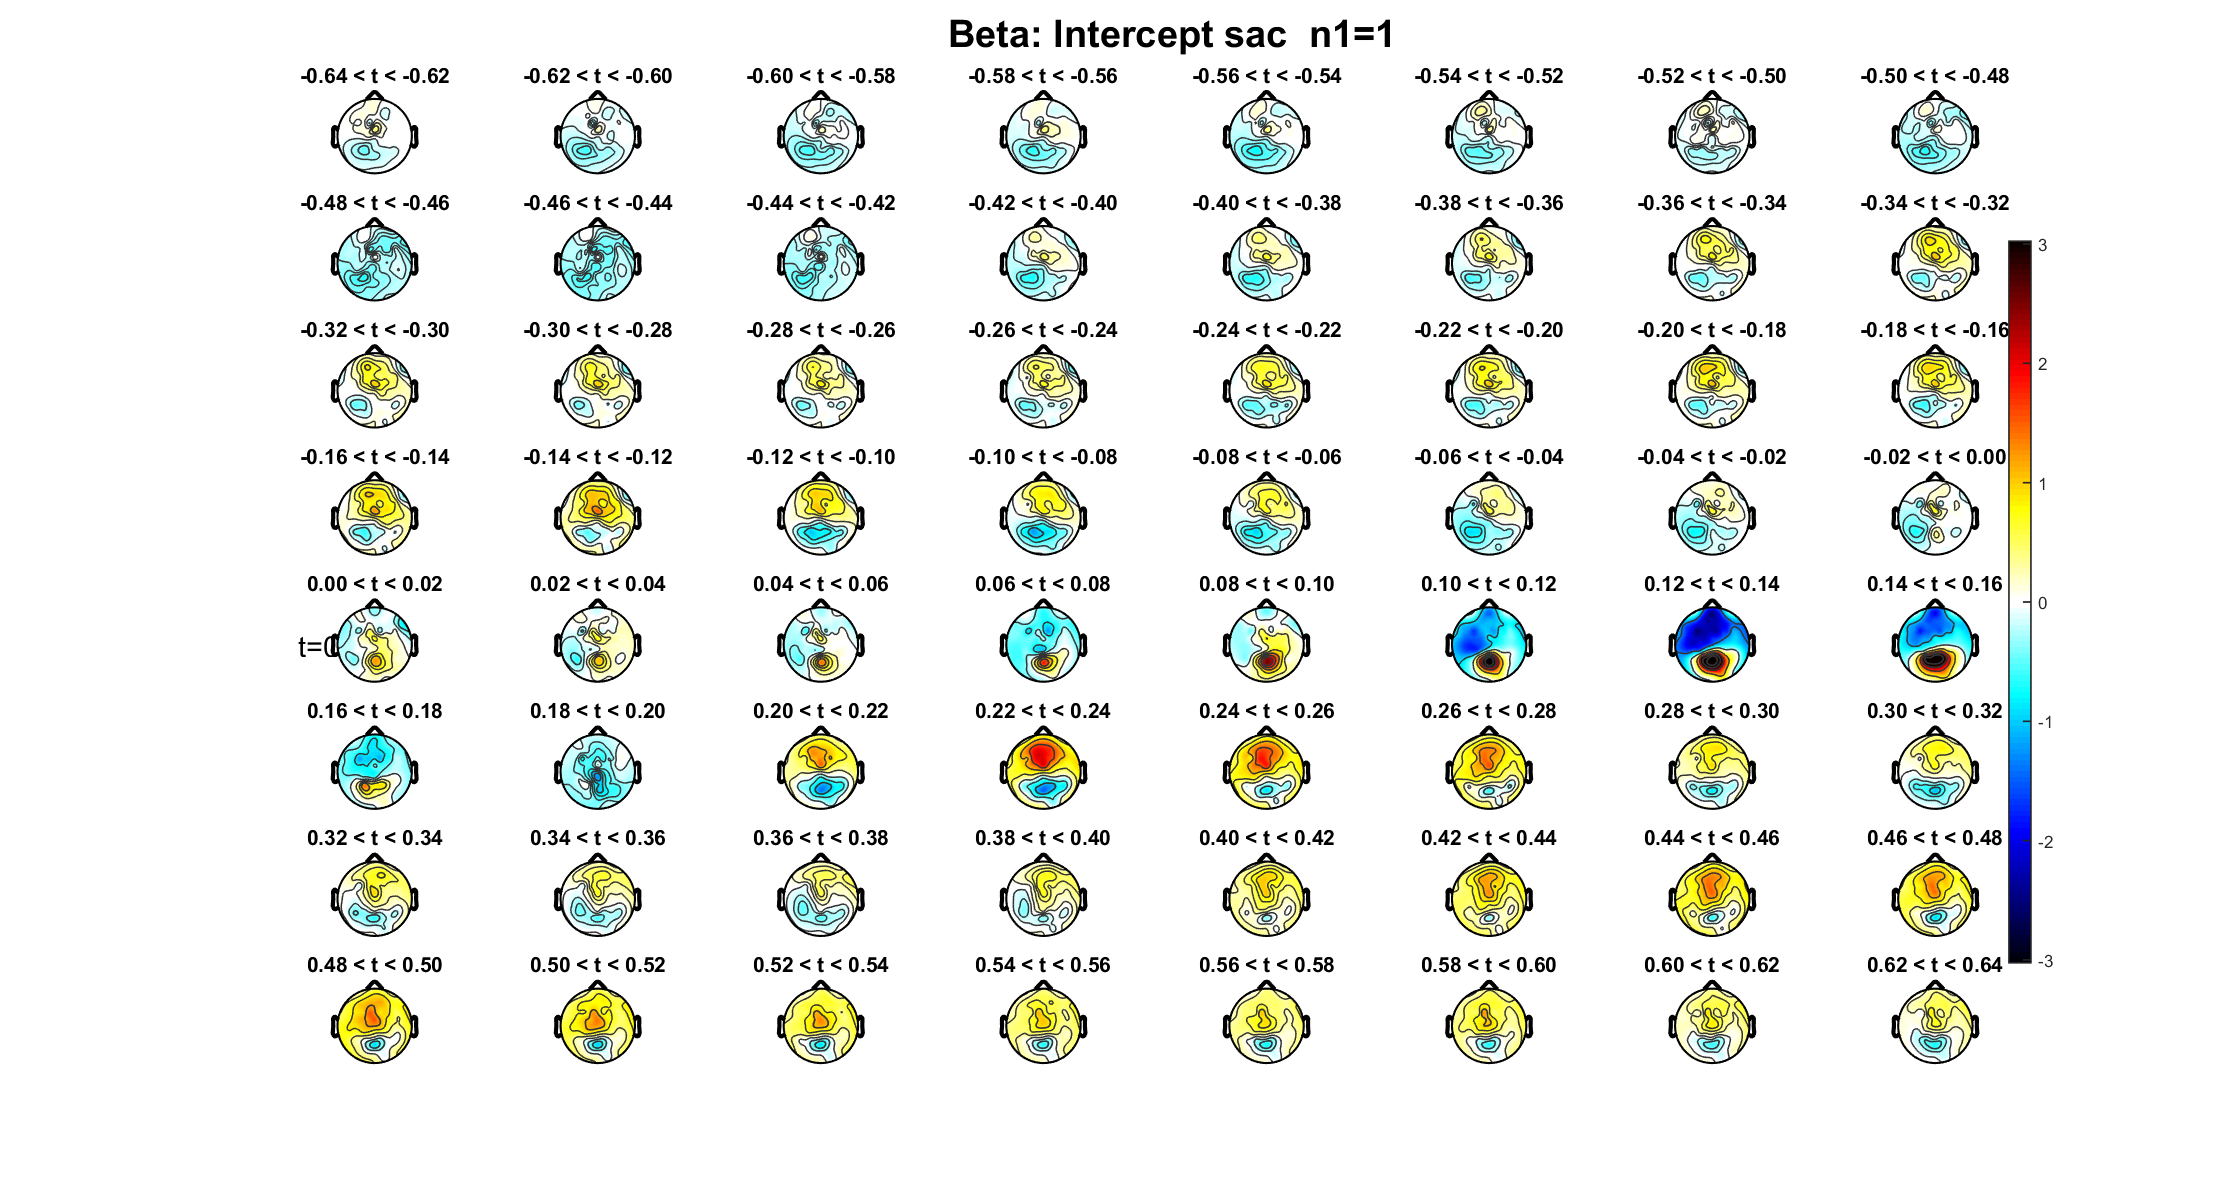 Beta: Intercept sac  n1=1
-0.64 < t < -0.62 -0.62 < t < -0.60 -0.60 < t < -0.58 -0.58 < t < -0.56 -0.56 < t < -0.54 -0.54 < t < -0.52 -0.52 < t < -0.50 -0.50 < t < -0.48
-0.48 < t < -0.46 -0.46 < t < -0.44 -0.44 < t < -0.42 -0.42 < t < -0.40 -0.40 < t < -0.38 -0.38 < t < -0.36 -0.36 < t < -0.34 -0.34 < t < -0.32
3
-0.32 < t < -0.30 -0.30 < t < -0.28 -0.28 < t < -0.26 -0.26 < t < -0.24 -0.24 < t < -0.22 -0.22 < t < -0.20 -0.20 < t < -0.18 -0.18 < t < -0.16
2
-0.16 < t < -0.14 -0.14 < t < -0.12 -0.12 < t < -0.10 -0.10 < t < -0.08 -0.08 < t < -0.06 -0.06 < t < -0.04 -0.04 < t < -0.02 -0.02 < t < 0.00
1
0.00 < t < 0.02 0.02 < t < 0.04 0.04 < t < 0.06 0.06 < t < 0.08 0.08 < t < 0.10 0.10 < t < 0.12 0.12 < t < 0.14 0.14 < t < 0.16
0
t=0
0.16 < t < 0.18 0.18 < t < 0.20 0.20 < t < 0.22 0.22 < t < 0.24 0.24 < t < 0.26 0.26 < t < 0.28 0.28 < t < 0.30 0.30 < t < 0.32
-1
0.32 < t < 0.34 0.34 < t < 0.36 0.36 < t < 0.38 0.38 < t < 0.40 0.40 < t < 0.42 0.42 < t < 0.44 0.44 < t < 0.46 0.46 < t < 0.48
-2
0.48 < t < 0.50 0.50 < t < 0.52 0.52 < t < 0.54 0.54 < t < 0.56 0.56 < t < 0.58 0.58 < t < 0.60 0.60 < t < 0.62 0.62 < t < 0.64
-3